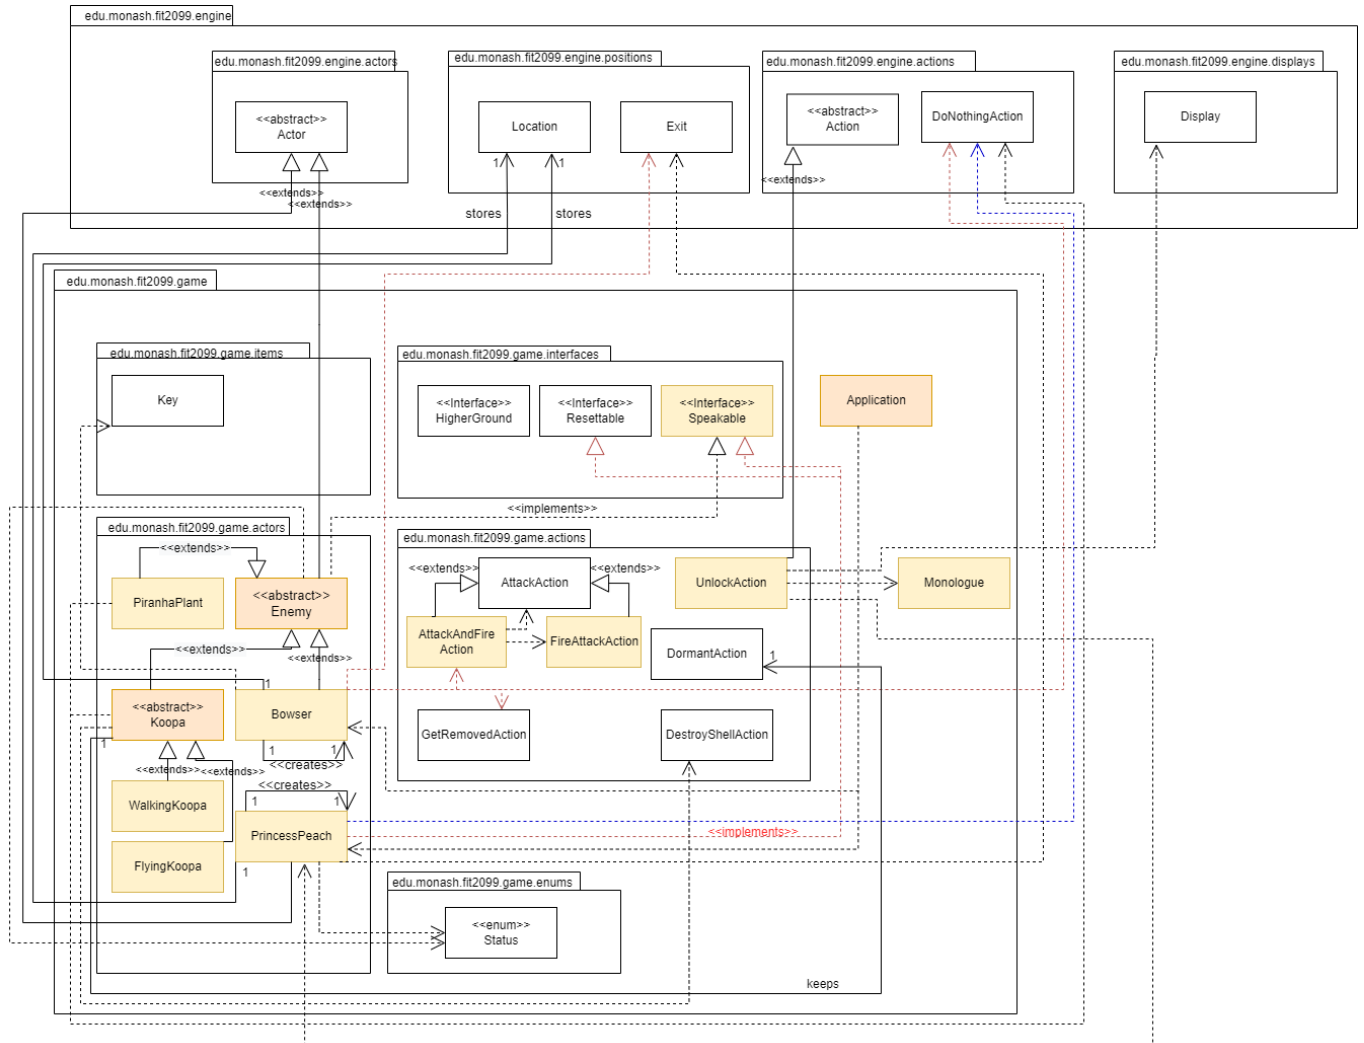 edu.monash.fit2099.engine
edu.monash.fit2099.engine.actors
edu.monash.fit2099.engine.positions
edu.monash.fit2099.engine.actions
edu.monash.fit2099.engine.displays
<<abstract>>
Actor
Location
Exit
<<abstract>>
Action
DoNothingAction
Display
1
1
<<extends>>
<<extends>>
<<extends>>
stores
stores
edu.monash.fit2099.game
edu.monash.fit2099.game.items
edu.monash.fit2099.game.interfaces
Key
<<Interface>>
HigherGround
<<Interface>>
Resettable
<<Interface>>
Speakable
Application
<<implements>>
edu.monash.fit2099.game.actors
edu.monash.fit2099.game.actions
<<extends>>
<<extends>>
<<extends>>
AttackAction
UnlockAction
Monologue
PiranhaPlant
<<abstract>>
Enemy
AttackAndFire
Action
FireAttackAction
DormantAction
1
<<extends>>
<<extends>>
1
<<abstract>>
Koopa
Bowser
GetRemovedAction
DestroyShellAction
1
1
1
<<creates>>
<<extends>>
<<extends>>
<<creates>>
1
1
WalkingKoopa
PrincessPeach
<<implements>>
FlyingKoopa
1
edu.monash.fit2099.game.enums
<<enum>>
Status
keeps